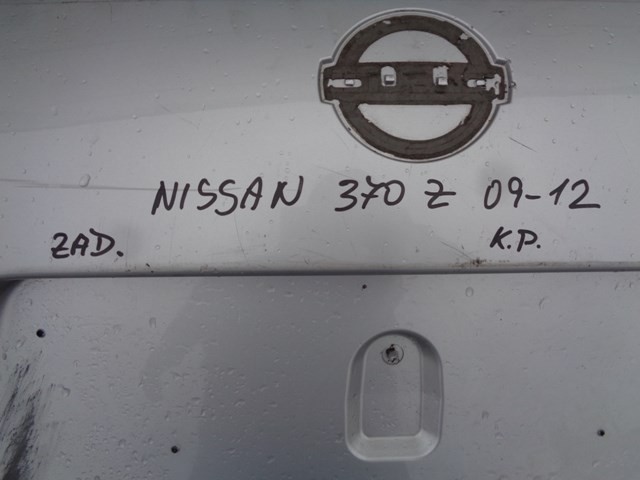 NISSAN 370 Z 09-12
ZAD. K.P.